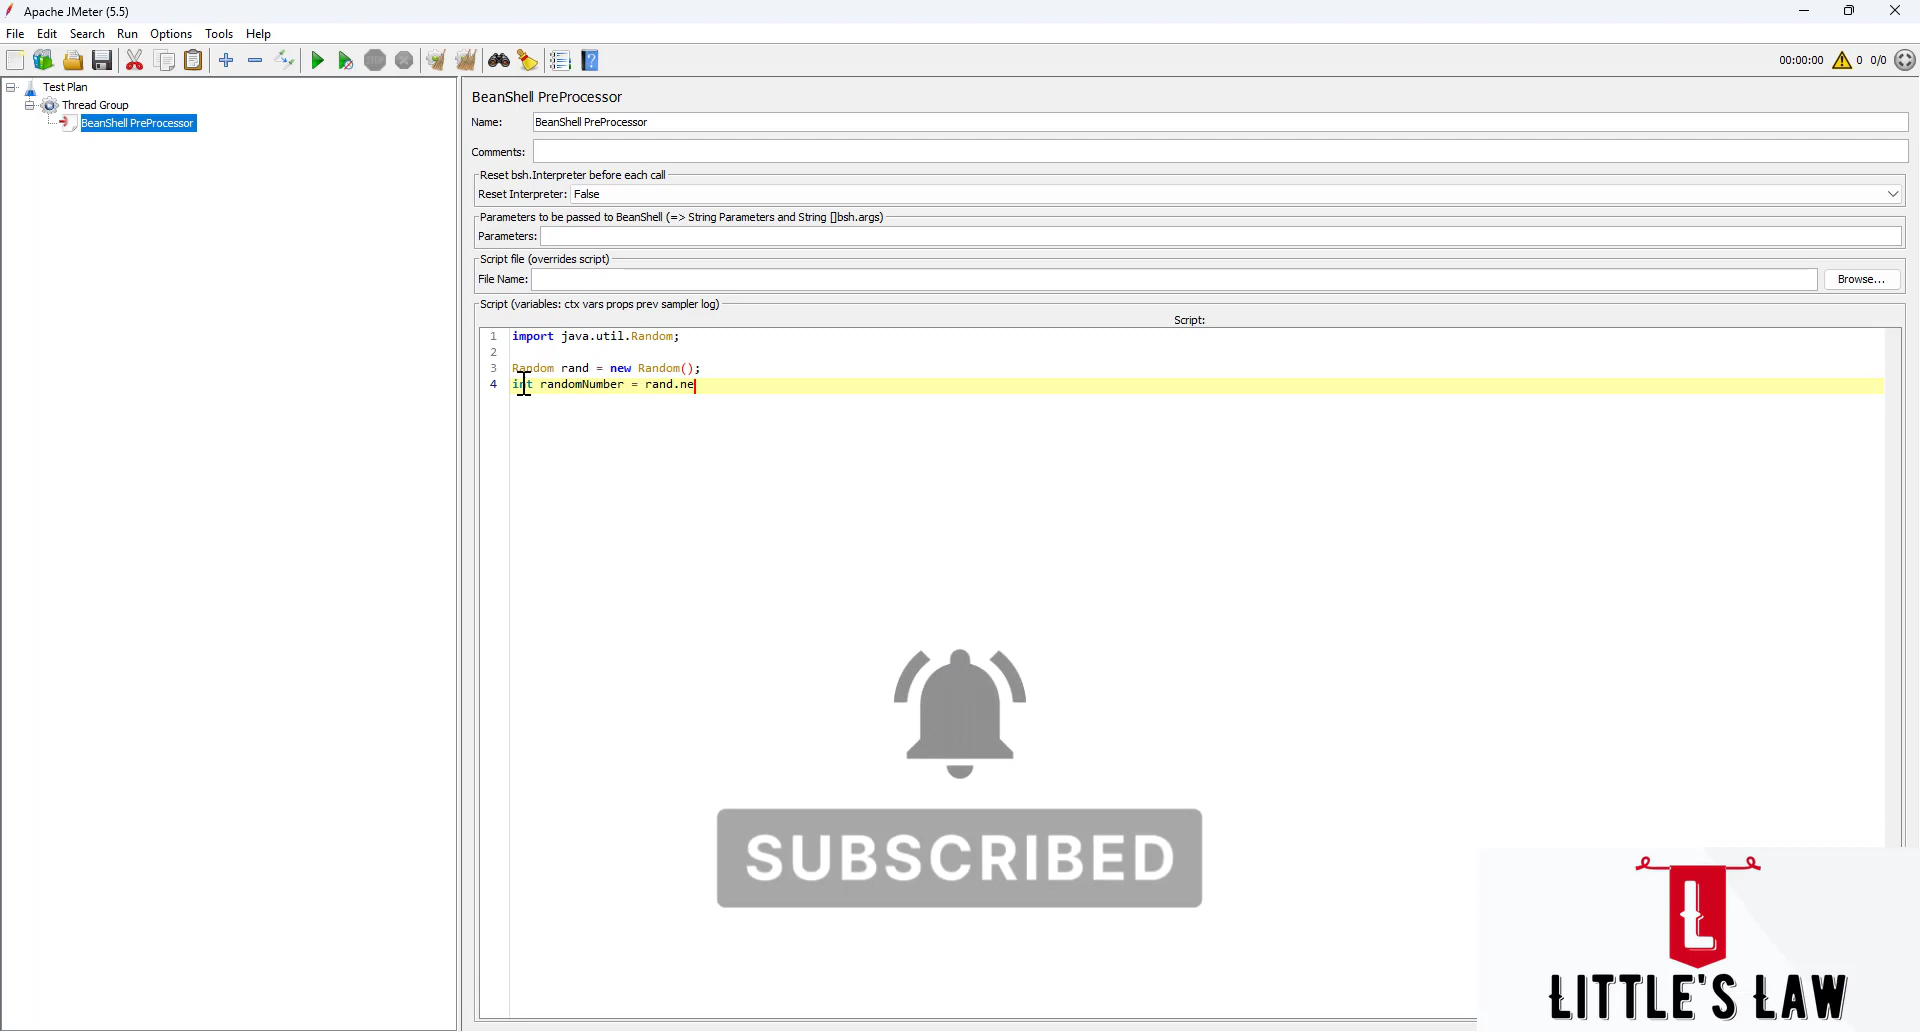 Apache JMeter (5.5)
File Edit Search Run Options Tools Help
00:00:00 0 0/0
Test Plan
Thread Group
BeanShell PreProcessor
BeanShell PreProcessor
Name: BeanShell PreProcessor
Comments:
Reset bsh.Interpreter before each call
Reset Interpreter: False
Parameters to be passed to BeanShell (=> String Parameters and String []bsh.args)
Parameters:
Script file (overrides script)
File Name: Browse...
Script (variables: ctx vars props prev sampler log)
Script:
1 import java.util.Random;
2
3 Random rand = new Random();
4 int randomNumber = rand.ne
SUBSCRIBED
L
LITTLE'S LAW